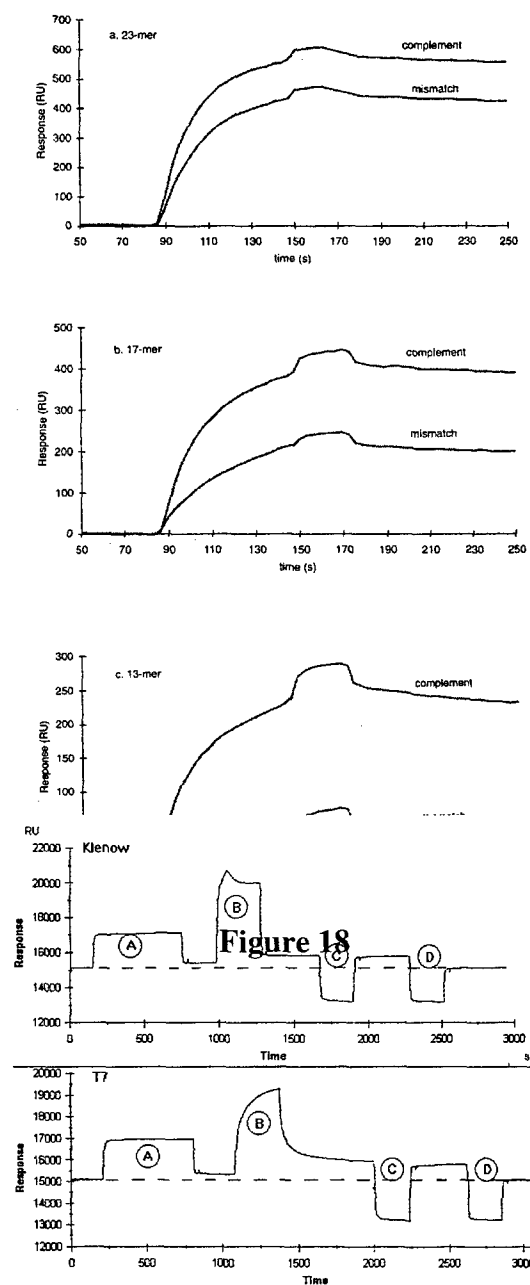 a. 23-mer
700
600
500
400
300
200
100
0
Response (RU)
complement
mismatch
50 70 90 110 130 150 170 190 210 230 250
time (s)
b. 17-mer
500
400
300
200
100
0
Response (RU)
complement
mismatch
50 70 90 110 130 150 170 190 210 230 250
time (s)
c. 13-mer
300
250
200
150
100
Response (RU)
complement
RU
Klenow
22000
20000
18000
16000
14000
12000
Response
A
B
C
D
Figure 18
0 500 1000 1500 2000 2500 3000
Time
s
T7
20000
19000
18000
17000
16000
15000
14000
13000
12000
Response
A
B
C
D
0 500 1000 1500 2000 2500 3000
Time